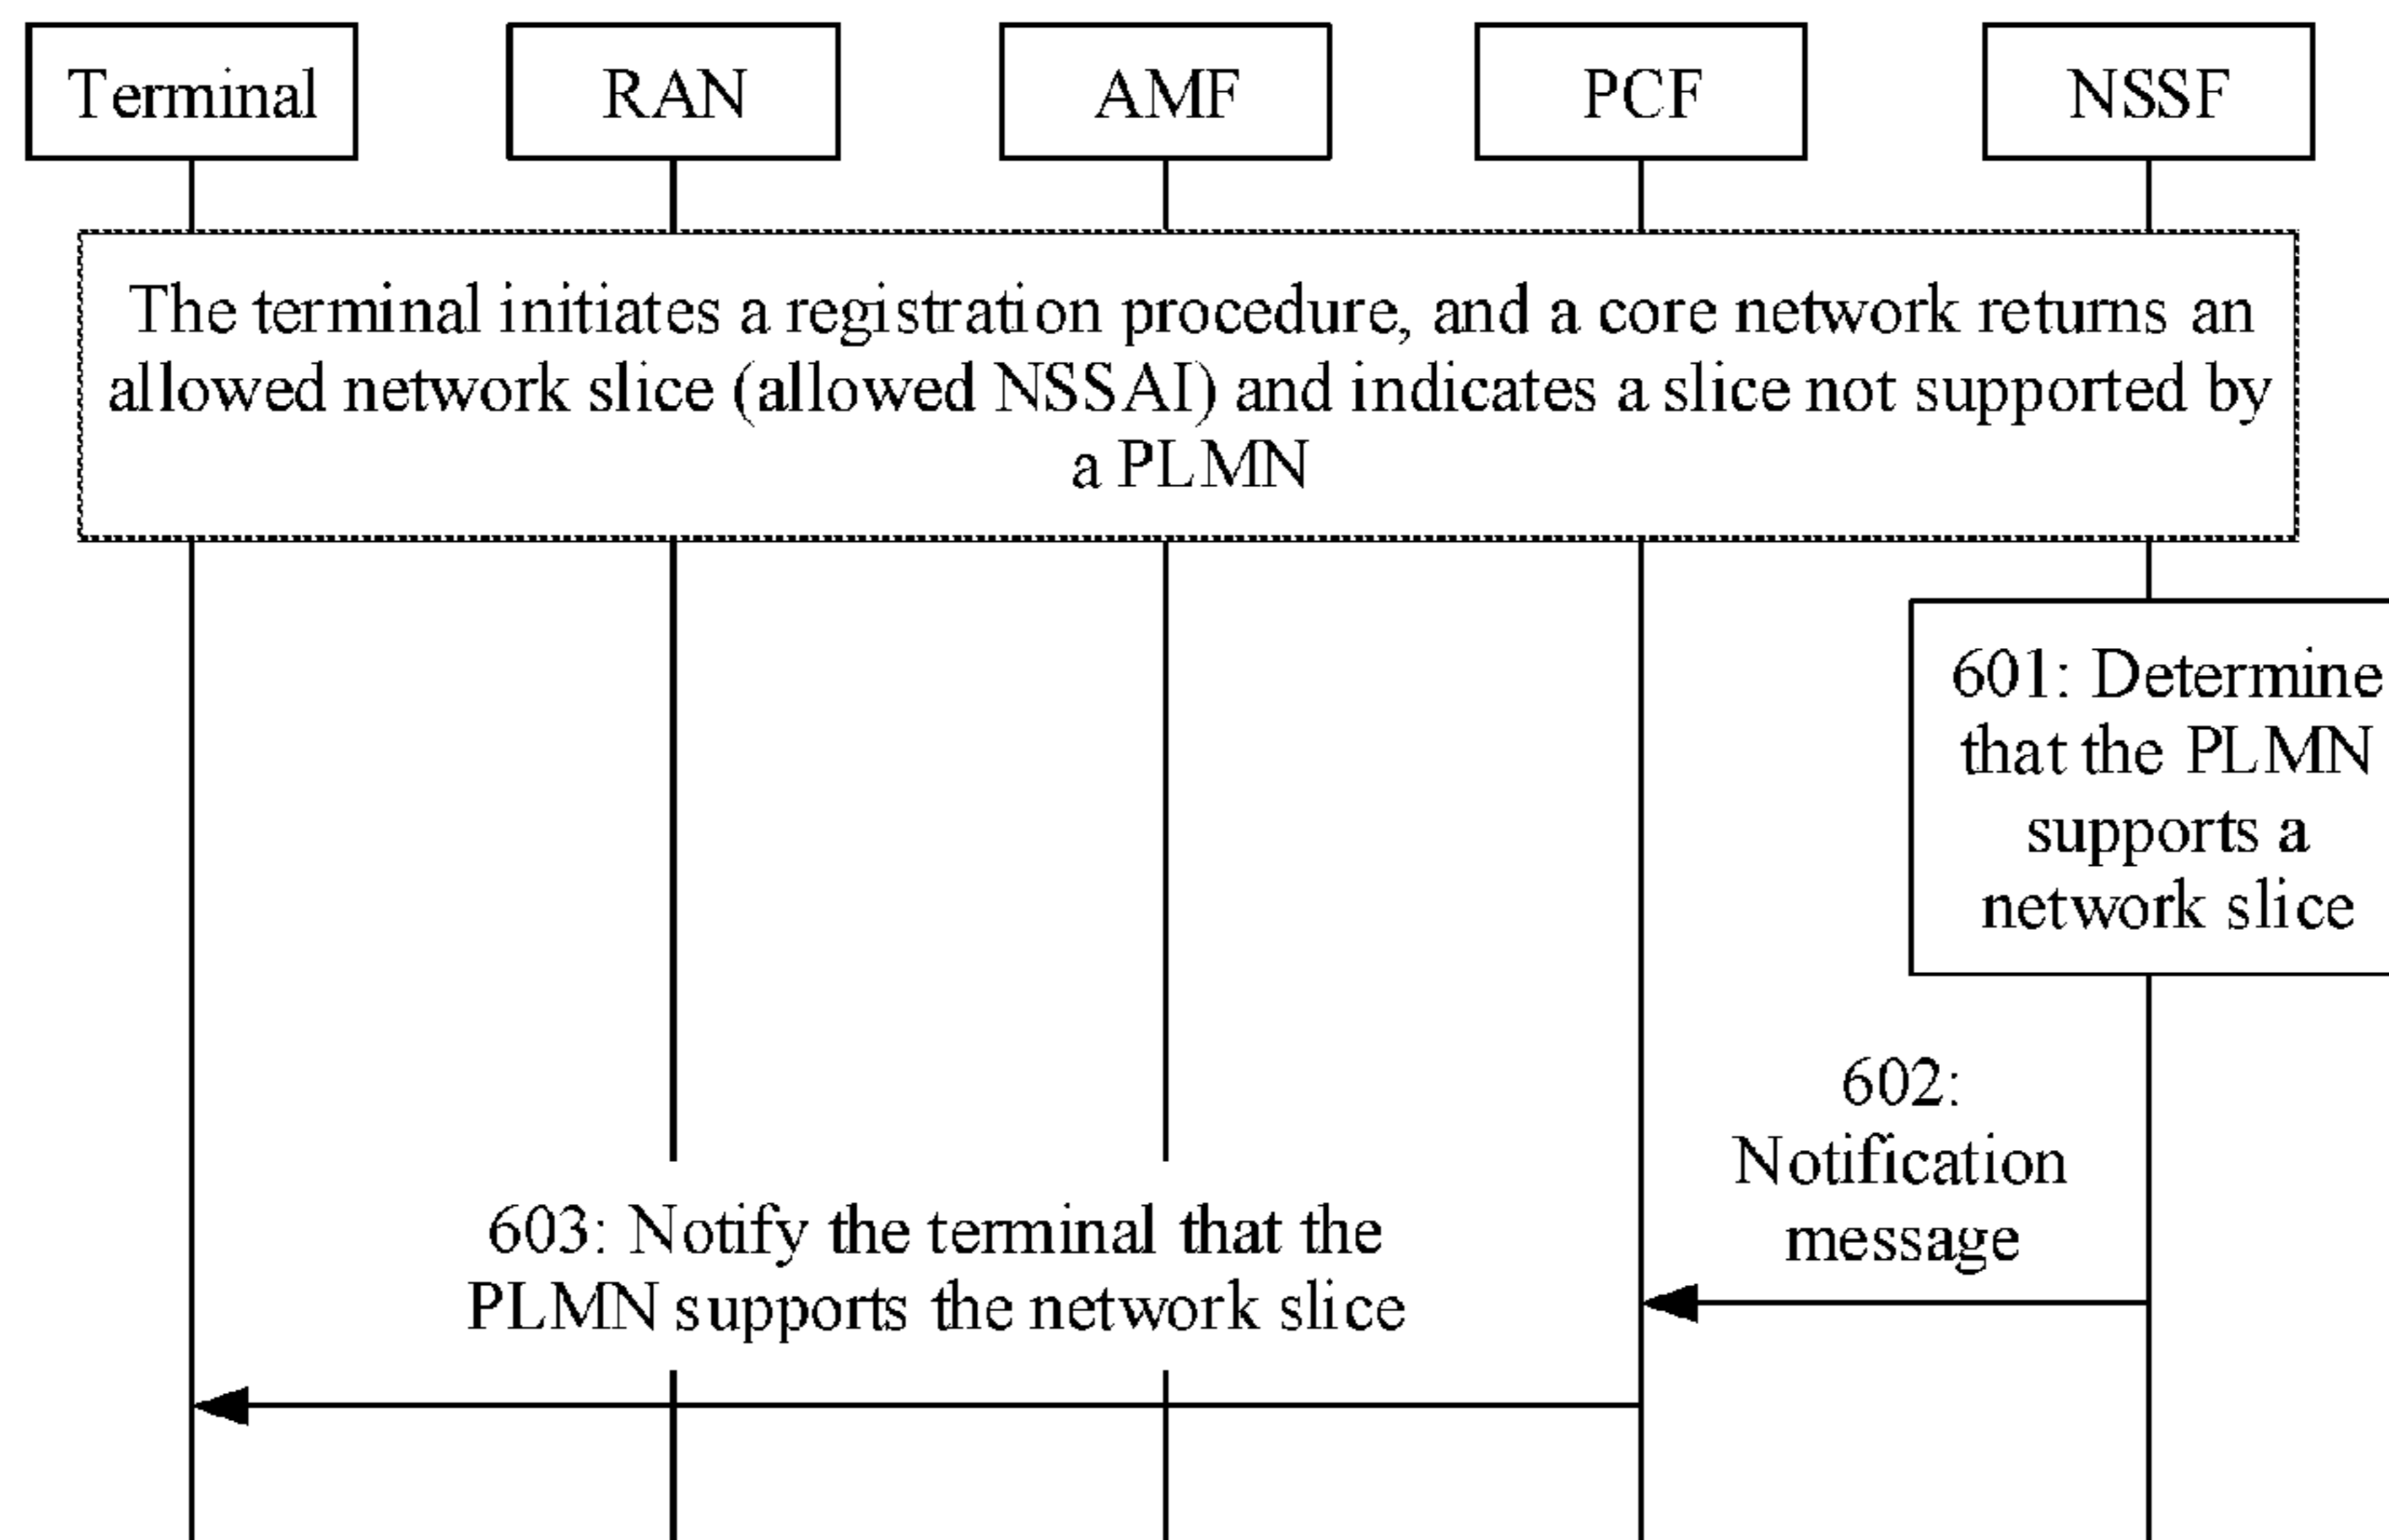 Terminal
RAN
AMF
PCF
NSSF
The terminal initiates a registration procedure, and a core network returns an
allowed network slice (allowed NSSAI) and indicates a slice not supported by
a PLMN
601: Determine
that the PLMN
supports a
network slice
602:
Notification
message
603: Notify the terminal that the
PLMN supports the network slice